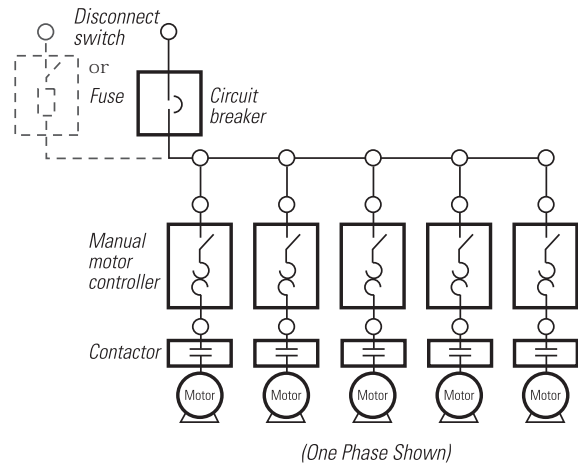 Disconnect
switch
or
Fuse
Circuit
breaker
Manual
motor
controller
Contactor
Motor
Motor
Motor
Motor
Motor
(One Phase Shown)